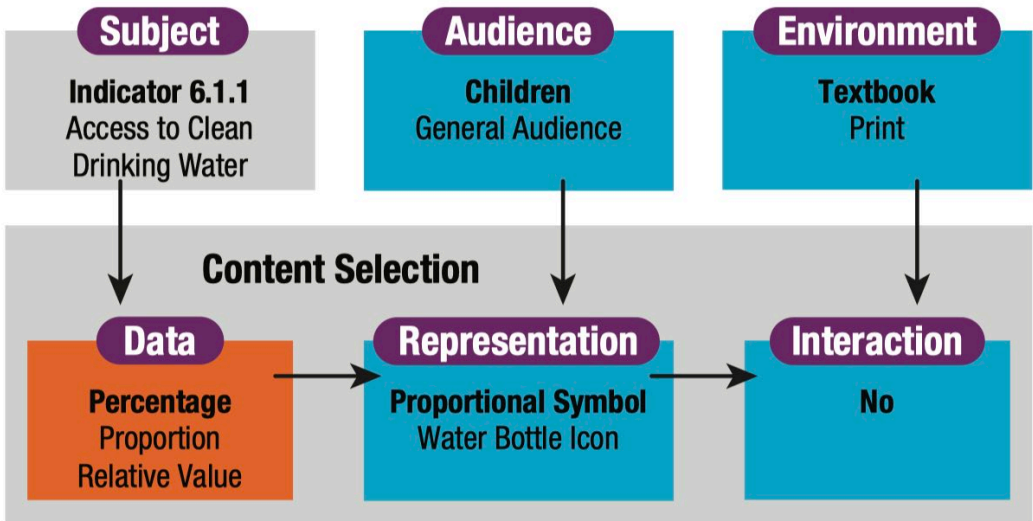 Subject
Indicator 6.1.1
Access to Clean
Drinking Water
Audience
Children
General Audience
Environment
Textbook
Print
Content Selection
Data
Percentage
Proportion
Relative Value
Representation
Proportional Symbol
Water Bottle Icon
Interaction
No